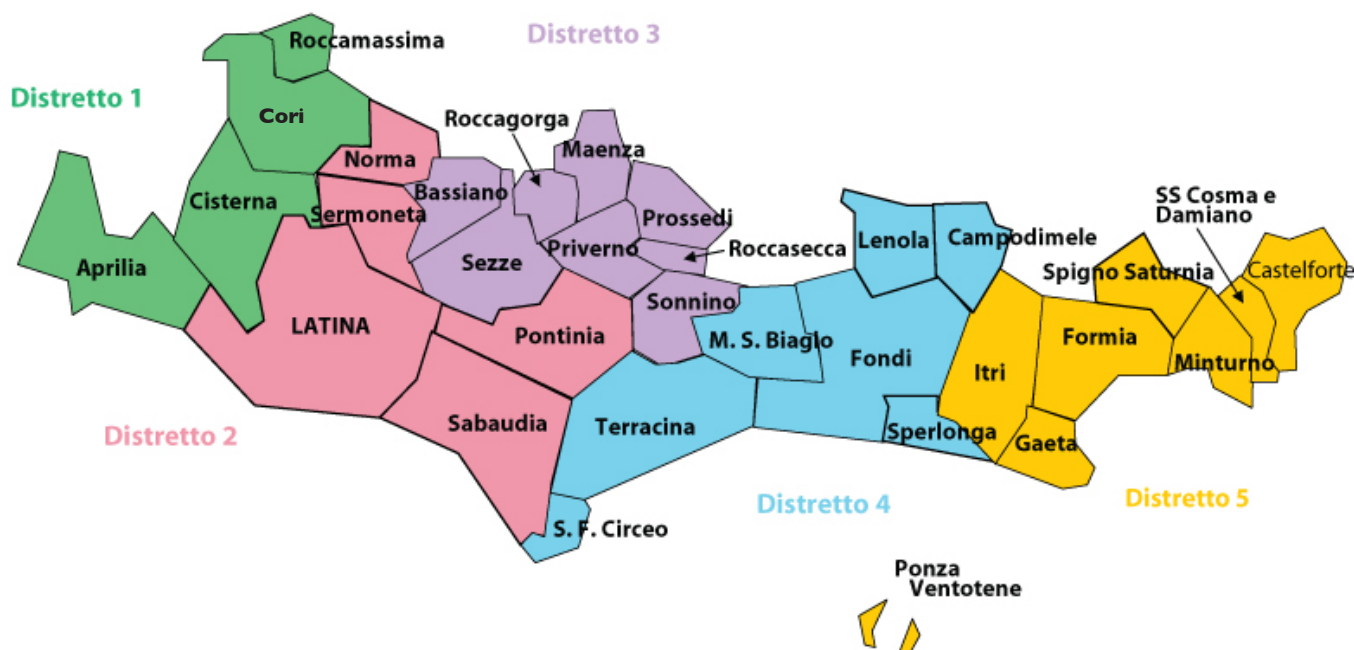 Roccamassima
Distretto 3
Distretto 1
Cori
Roccagorga
Maenza
Norma
Bassiano
Cisterna
Sermoneta
Prossedi
SS Cosma e
Damiano
Priverno
Roccasecca
Lenola
Campodimele
Aprilia
Sezze
Spigno Saturnia
Castelforte
LATINA
Sonnino
Pontinia
M. S. Biagio
Fondi
Formia
Itri
Minturno
Distretto 2
Sabaudia
Terracina
Sperlonga
Gaeta
Distretto 4
Distretto 5
S. F. Circeo
Ponza
Ventotene